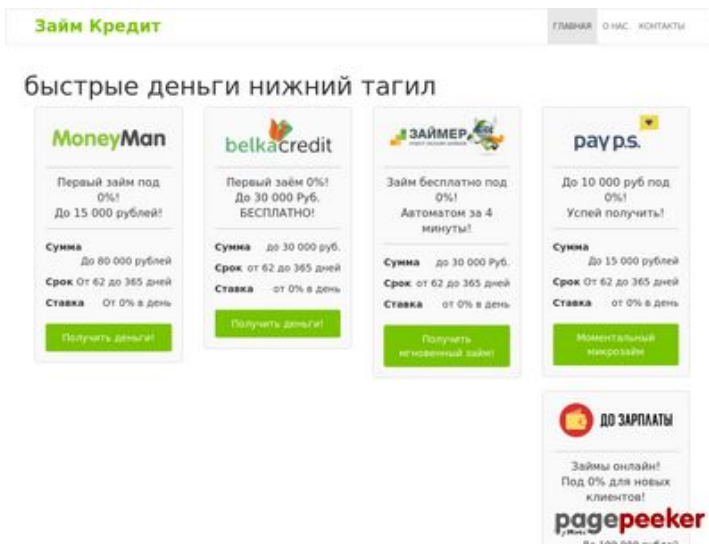 Займ Кредит
ГЛАВНАЯ О НАС КОНТАКТЫ
быстрые деньги нижний тагил
MoneyMan
Первый займ под
0%!
До 15 000 рублей!
Сумма
До 80 000 рублей
Срок От 62 до 365 дней
Ставка От 0% в день
Получить деньги!
belkacredit
Первый заём 0%!
До 30 000 Руб.
БЕСПЛАТНО!
Сумма до 30 000 руб.
Срок от 62 до 365 дней
Ставка от 0% в день
Получить деньги!
ЗАЙМЕР
Займ бесплатно под
0%!
Автоматом за 4
минуты!
Сумма до 30 000 Руб.
Срок от 62 до 365 дней
Ставка от 0% в день
Получить
мгновенный займ!
pay p.s.
До 10 000 руб под
0%!
Успей получить!
Сумма
До 15 000 рублей
Срок От 62 до 365 дней
Ставка от 0% в день
Моментальный
микрозайм
ДО ЗАРПЛАТЫ
Займы онлайн!
Под 0% для новых
клиентов!
pagepeeker
До 100 000 рублей